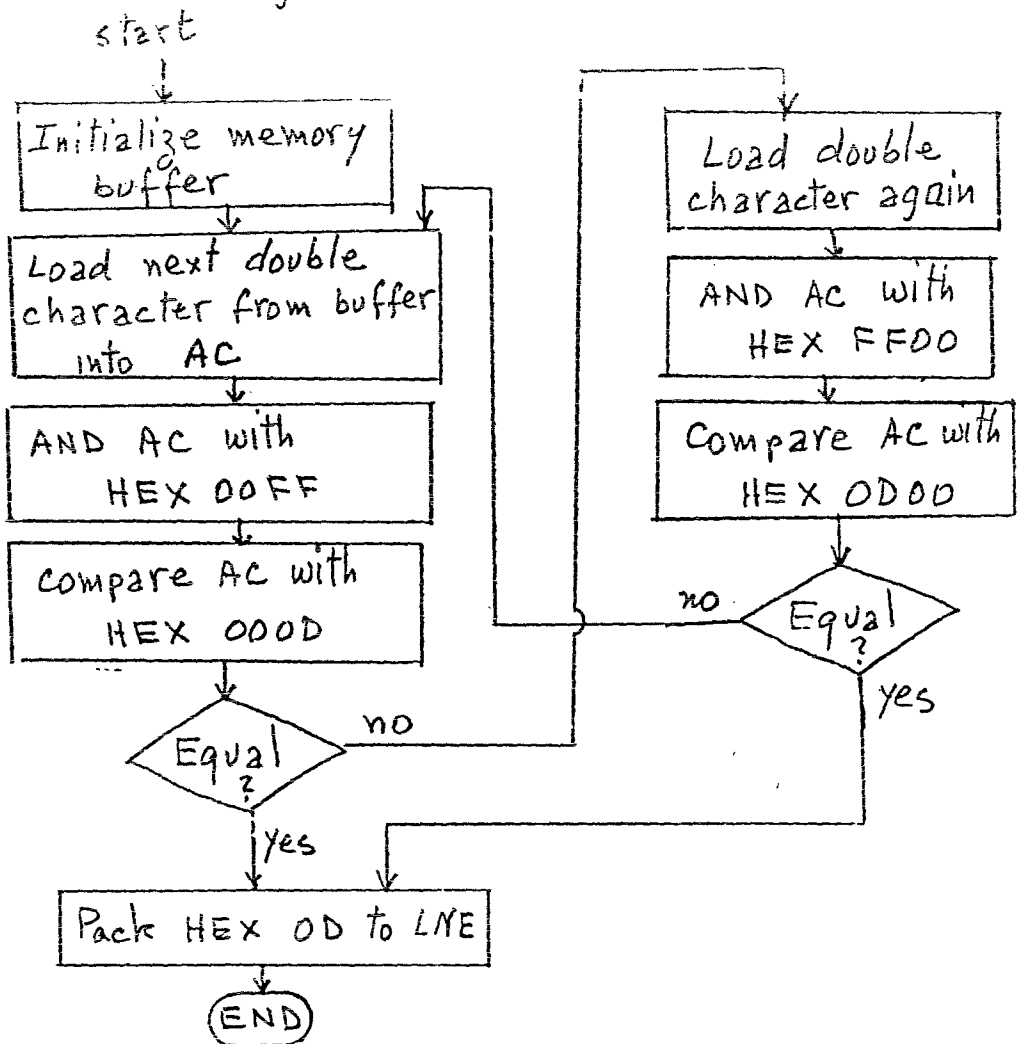 start
Initialize memory
buffer
Load next double
character from buffer
into AC
AND AC with
HEX 00FF
compare AC with
HEX 000D
Equal
?
no
yes
Load double
character again
AND AC with
HEX FF00
Compare AC with
HEX 0D00
Equal
?
no
yes
Pack HEX 0D to LNE
END